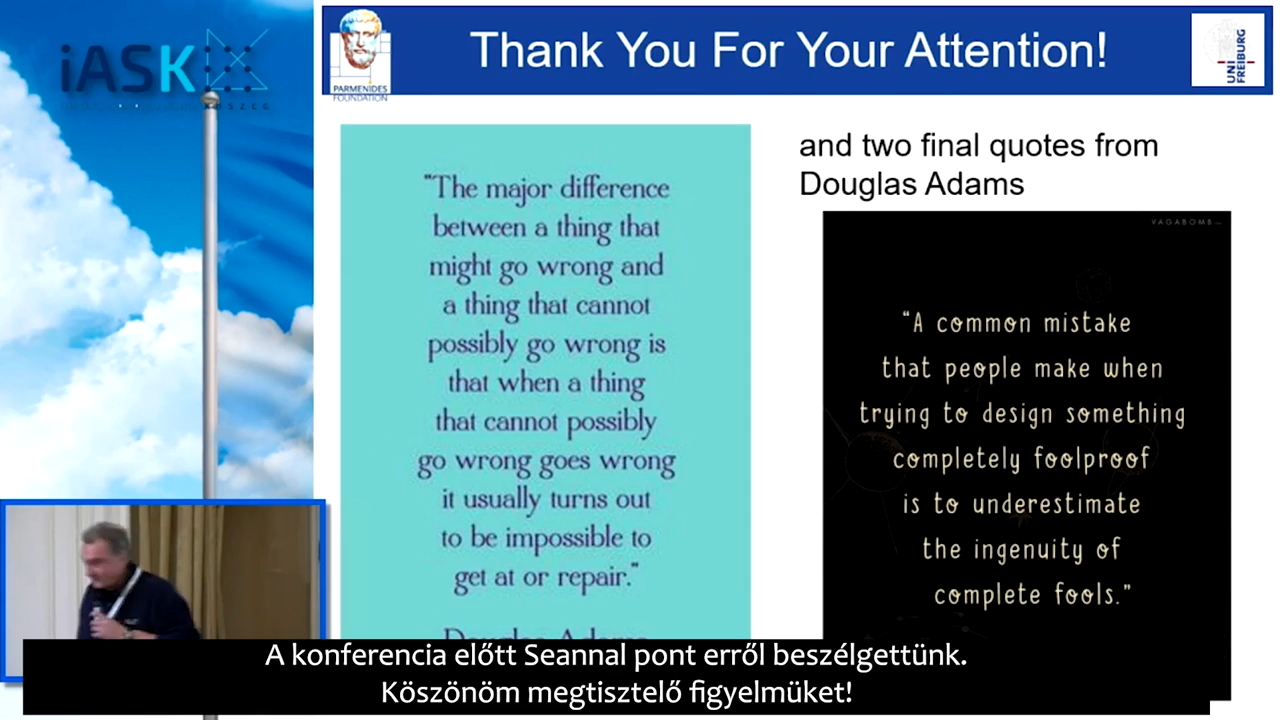 iASK
KŐSZEG
PARMENIDES
FOUNDATION
Thank You For Your Attention!
UNI
FREIBURG
"The major difference
between a thing that
might go wrong and
a thing that cannot
possibly go wrong is
that when a thing
that cannot possibly
go wrong goes wrong
it usually turns out
to be impossible to
get at or repair."
Douglas Adams
and two final quotes from
Douglas Adams
VAGABOMB
"A common mistake
that people make when
trying to design something
completely foolproof
is to underestimate
the ingenuity of
complete fools."
A konferencia előtt Seannal pont erről beszélgettünk.
Köszönöm megtisztelő figyelmüket!